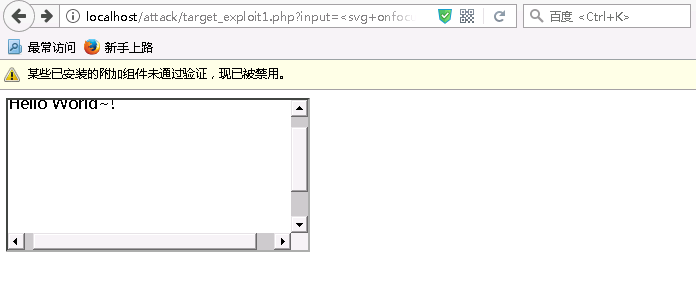 localhost/attack/target_exploit1.php?input=<svg+onfocu
百度 <Ctrl+K>
最常访问 新手上路
某些已安装的附加组件未通过验证，现已被禁用。
Hello World~!